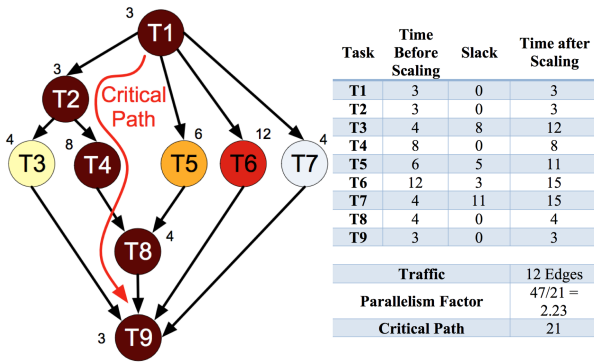 3
T1
3
T2
Critical
Path
4
T3
8
T4
6
T5
12
T6
4
T7
T8
4
3
T9
Task Time Before Scaling Slack Time after Scaling
T1 3 0 3
T2 3 0 3
T3 4 8 12
T4 8 0 8
T5 6 5 11
T6 12 3 15
T7 4 11 15
T8 4 0 4
T9 3 0 3
Traffic 12 Edges
Parallelism Factor 47/21 = 2.23
Critical Path 21